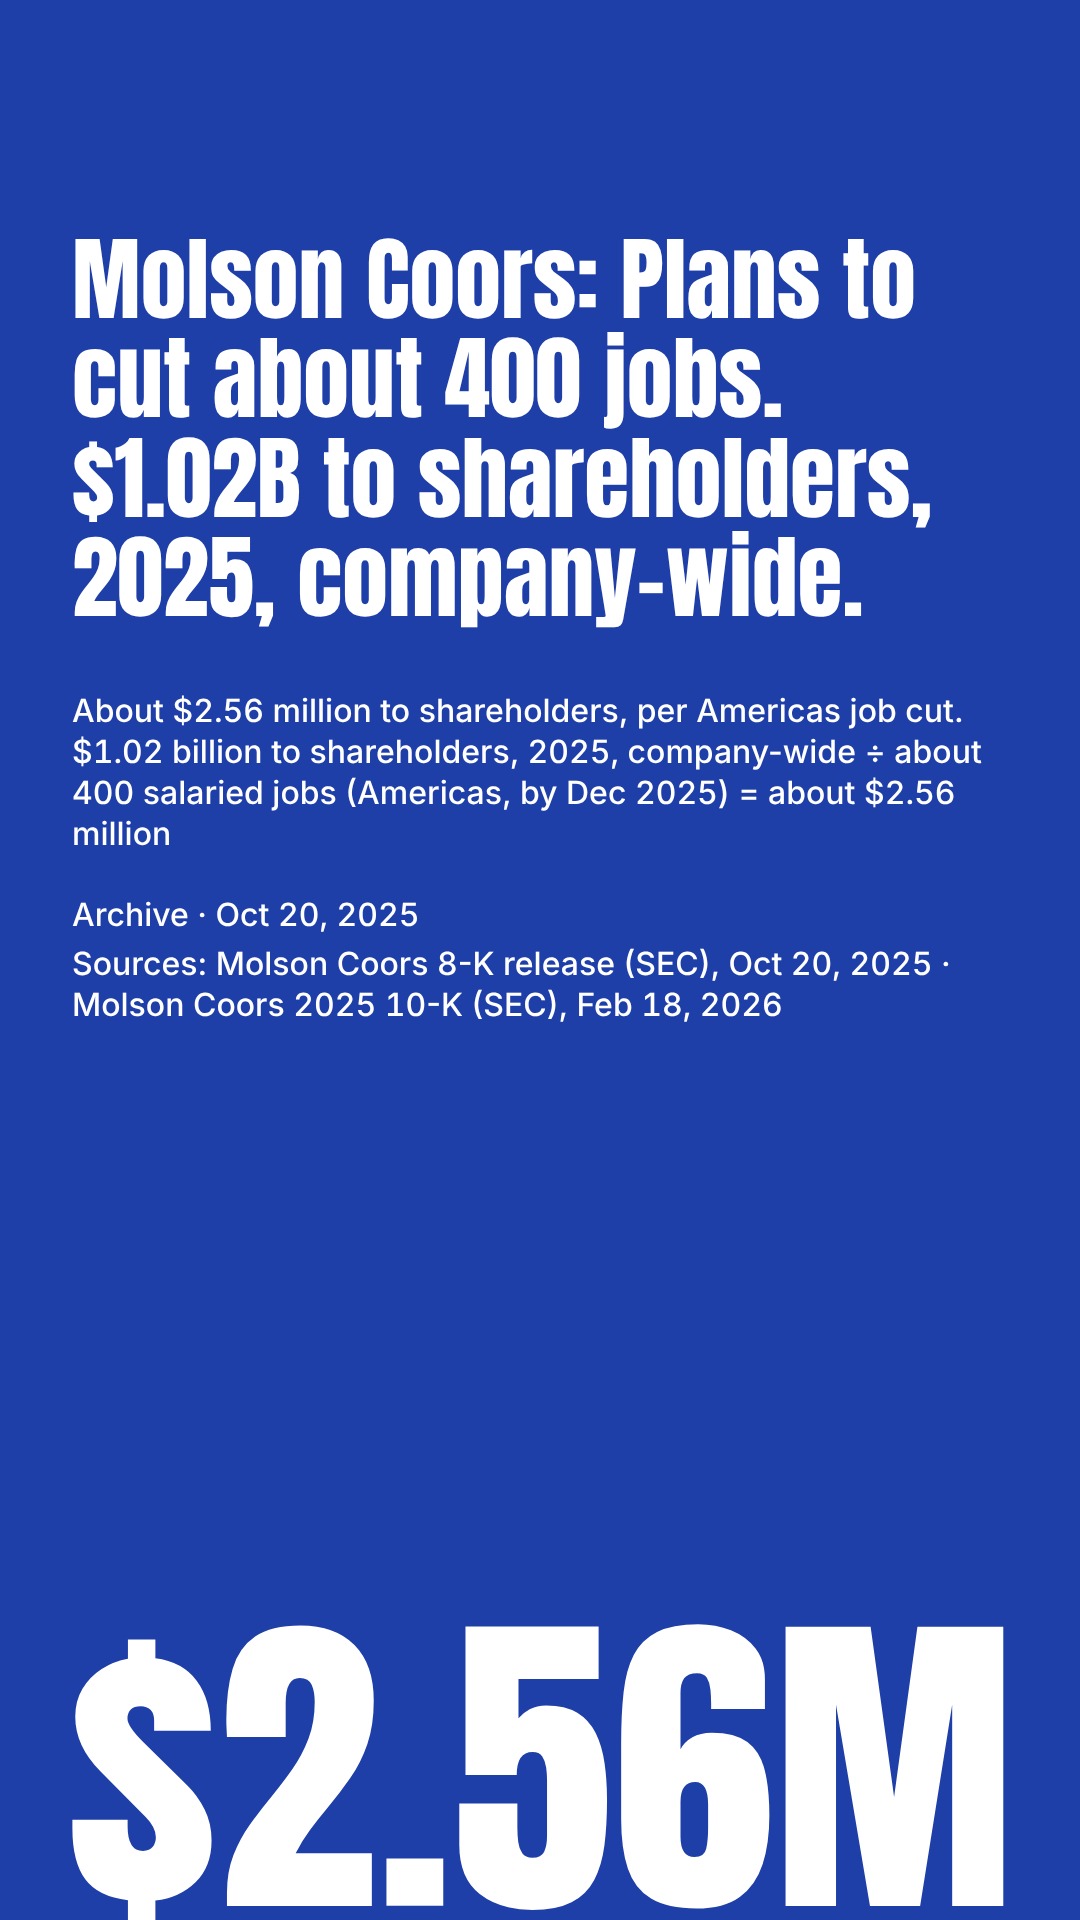 Molson Coors: Plans to
cut about 400 jobs.
$1.02B to shareholders,
2025, company-wide.
About $2.56 million to shareholders, per Americas job cut.
$1.02 billion to shareholders, 2025, company-wide ÷ about
400 salaried jobs (Americas, by Dec 2025) = about $2.56
million
Archive · Oct 20, 2025
Sources: Molson Coors 8-K release (SEC), Oct 20, 2025 ·
Molson Coors 2025 10-K (SEC), Feb 18, 2026
$2.56M